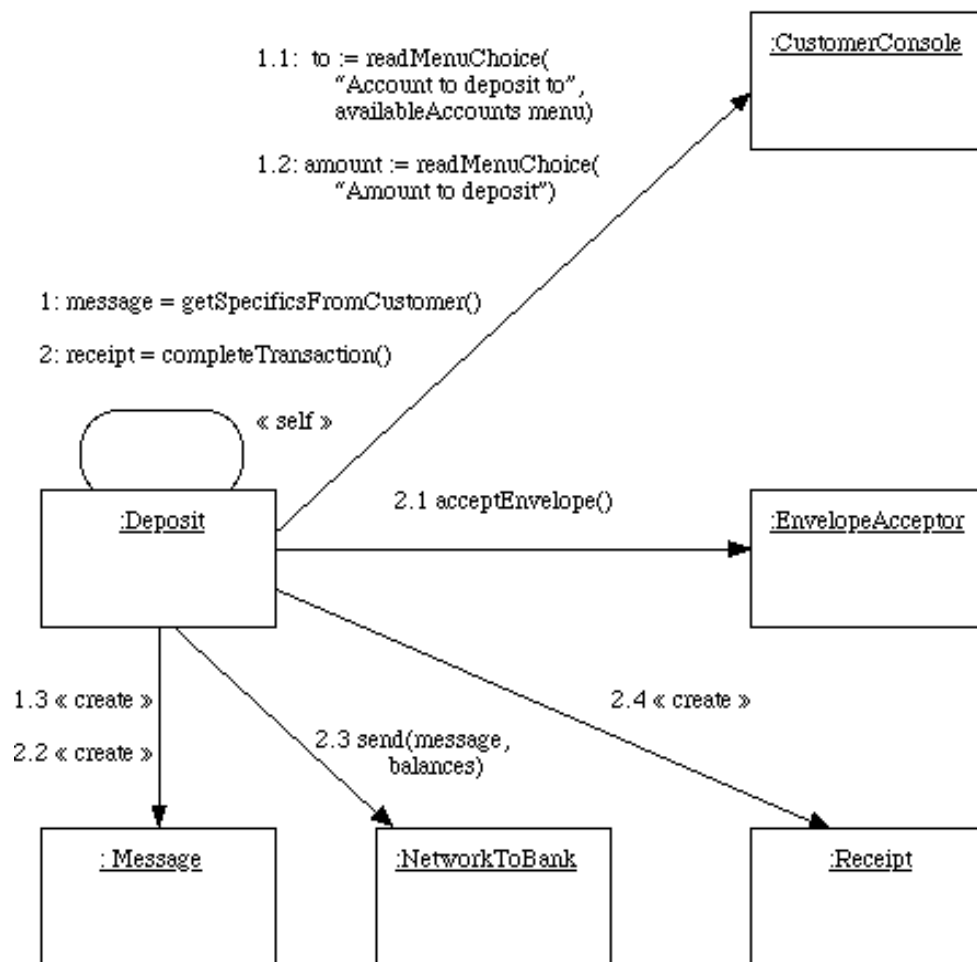 :CustomerConsole
1.1:  to := readMenuChoice(
"Account to deposit to",
availableAccounts menu)
1.2: amount := readMenuChoice(
"Amount to deposit")
1: message = getSpecificsFromCustomer()
2: receipt = completeTransaction()
« self »
:Deposit
2.1 acceptEnvelope()
:EnvelopeAcceptor
1.3 « create »
2.2 « create »
2.3 send(message,
balances)
2.4 « create »
: Message
:NetworkToBank
:Receipt